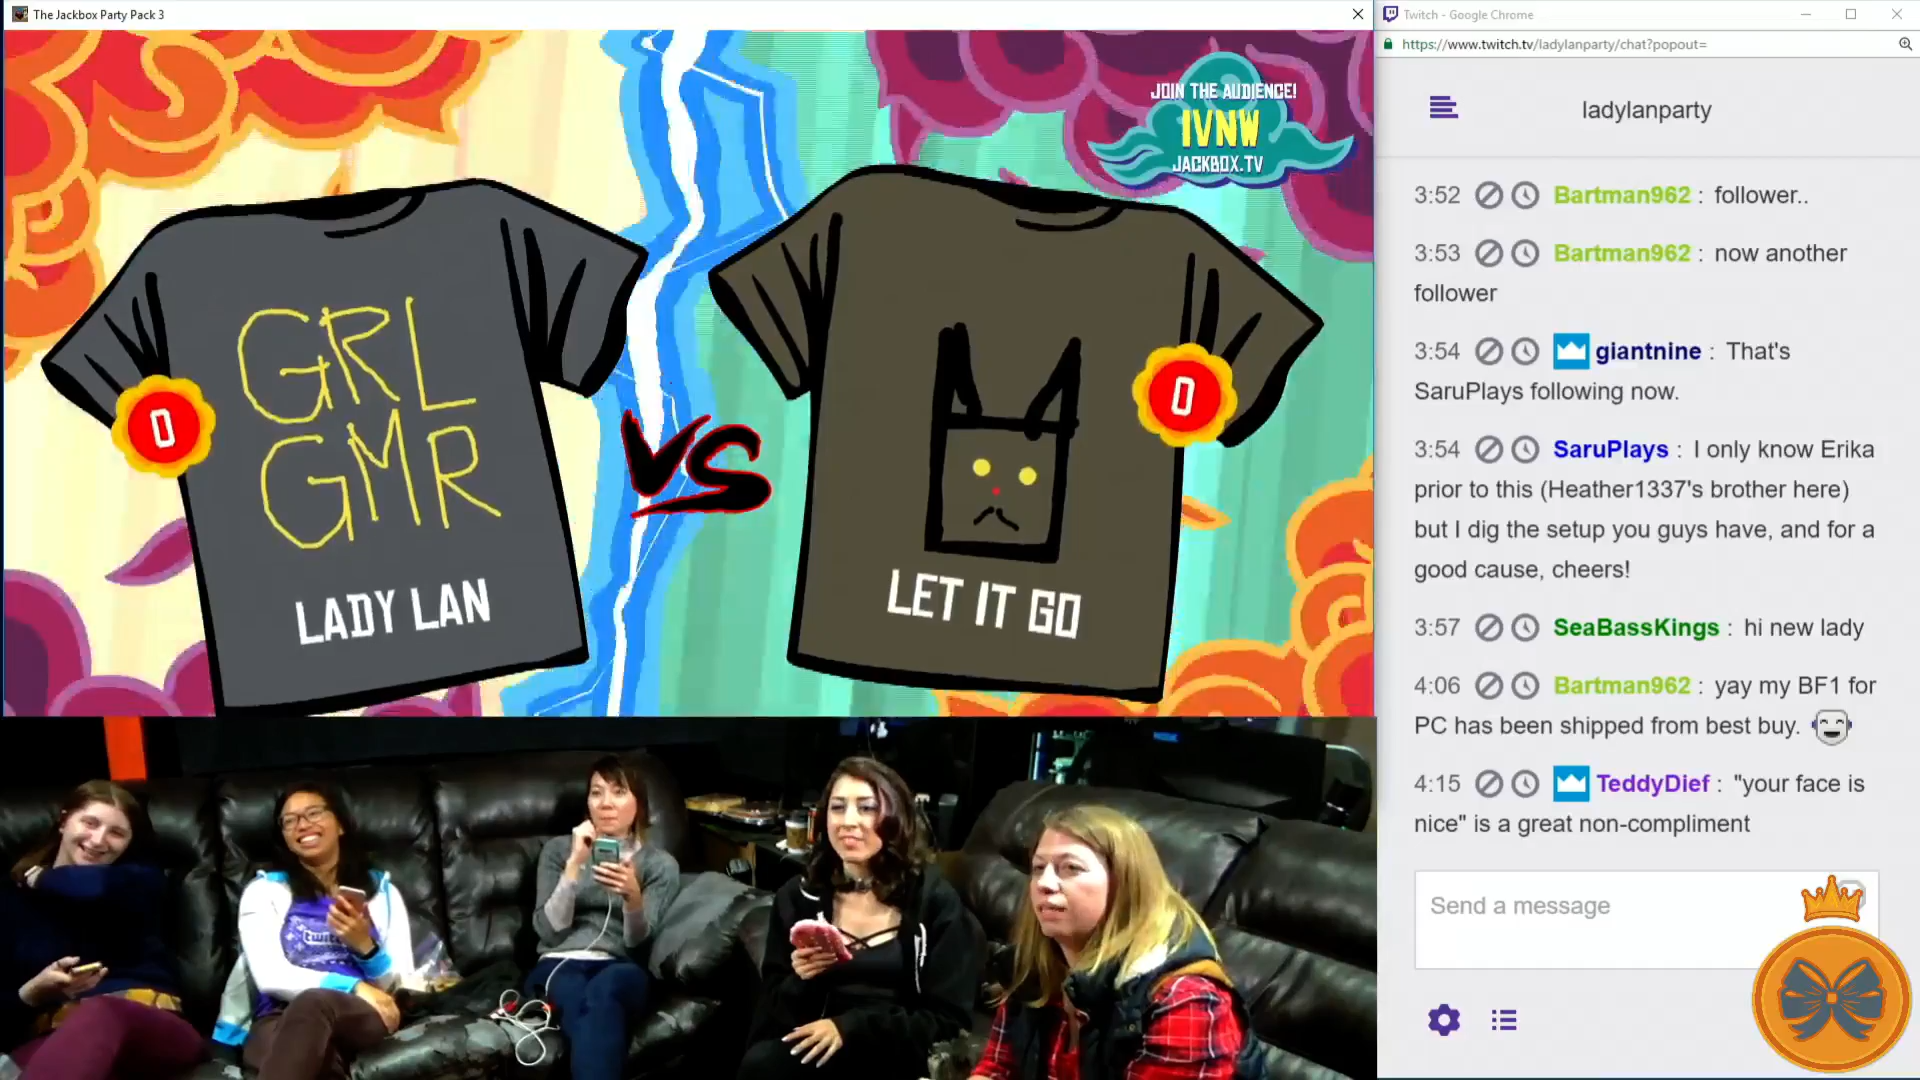 The Jackbox Party Pack 3
JOIN THE AUDIENCE!
IVNW
JACKBOX.TV
GRL
GMR
LADY LAN
0
VS
LET IT GO
0
twitch
Twitch - Google Chrome
https://www.twitch.tv/ladylanparty/chat?popout=
ladylanparty
3:52 Bartman962 : follower..
3:53 Bartman962 : now another
follower
3:54 giantnine : That's
SaruPlays following now.
3:54 SaruPlays : I only know Erika
prior to this (Heather1337's brother here)
but I dig the setup you guys have, and for a
good cause, cheers!
3:57 SeaBassKings : hi new lady
4:06 Bartman962 : yay my BF1 for
PC has been shipped from best buy.
4:15 TeddyDief : "your face is
nice" is a great non-compliment
Send a message